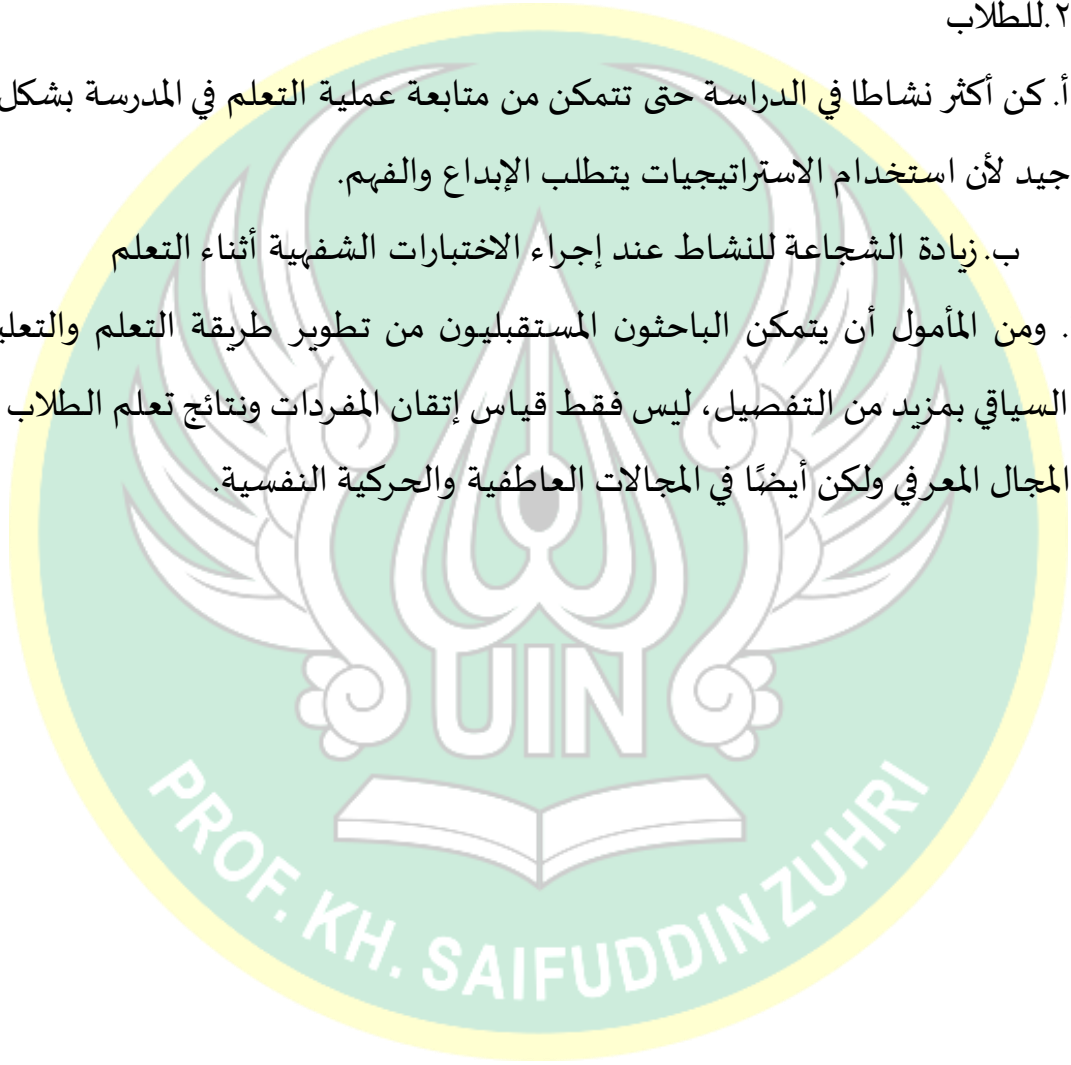 ٢.للطلاب
أ. كن أكثر نشاطا في الدراسة حتى تتمكن من متابعة عملية التعلم في المدرسة بشكل
جيد لأن استخدام الاستراتيجيات يتطلب الإبداع والفهم.
ب. زيادة الشجاعة للنشاط عند إجراء الاختبارات الشفهية أثناء التعلم
. ومن المأمول أن يتمكن الباحثون المستقبليون من تطوير طريقة التعلم
السياقي بمزيد من التفصيل، ليس فقط قياس إتقان المفردات ونتائج تعلم الطلاب
المجال المعرفي ولكن أيضًا في المجالات العاطفية والحركية النفسية.
UIN
PROF. KH. SAIFUDDIN ZUHRI